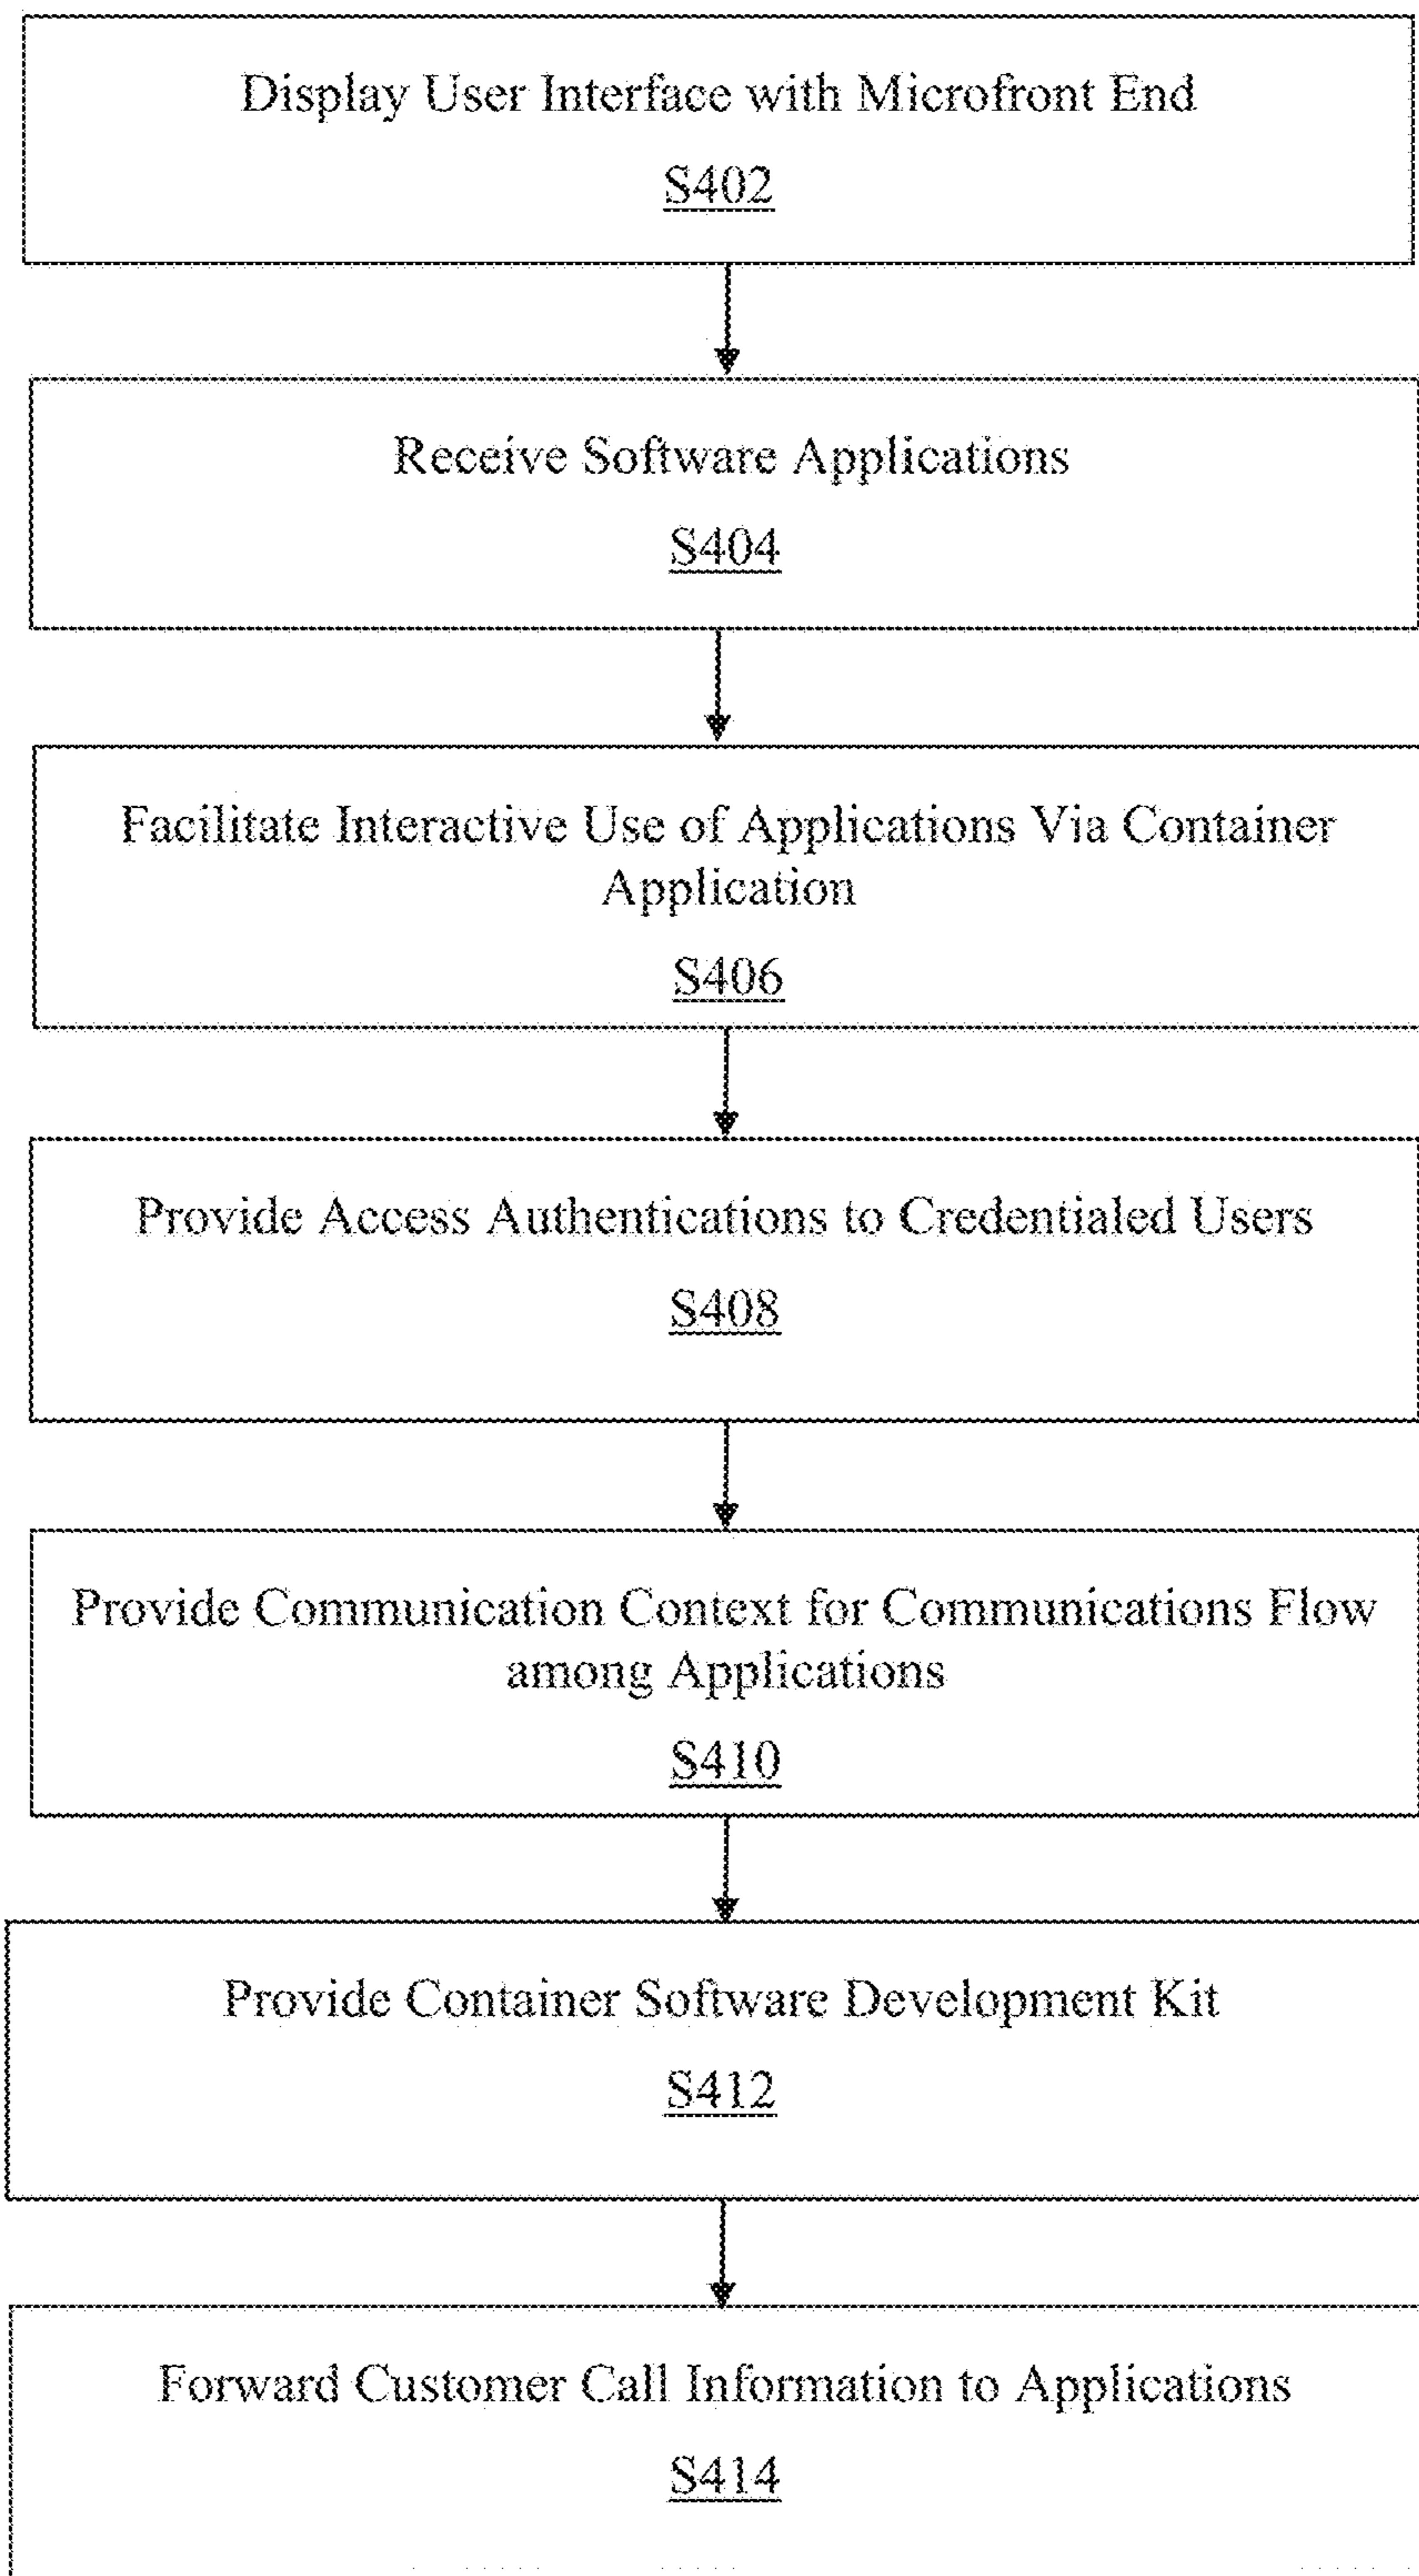 Display User Interface with Microfront End
S402
Receive Software Applications
S404
Facilitate Interactive Use of Applications Via Container
Application
S406
Provide Access Authentications to Credentialed Users
S408
Provide Communication Context for Communications Flow
among Applications
S410
Provide Container Software Development Kit
S412
Forward Customer Call Information to Applications
S414